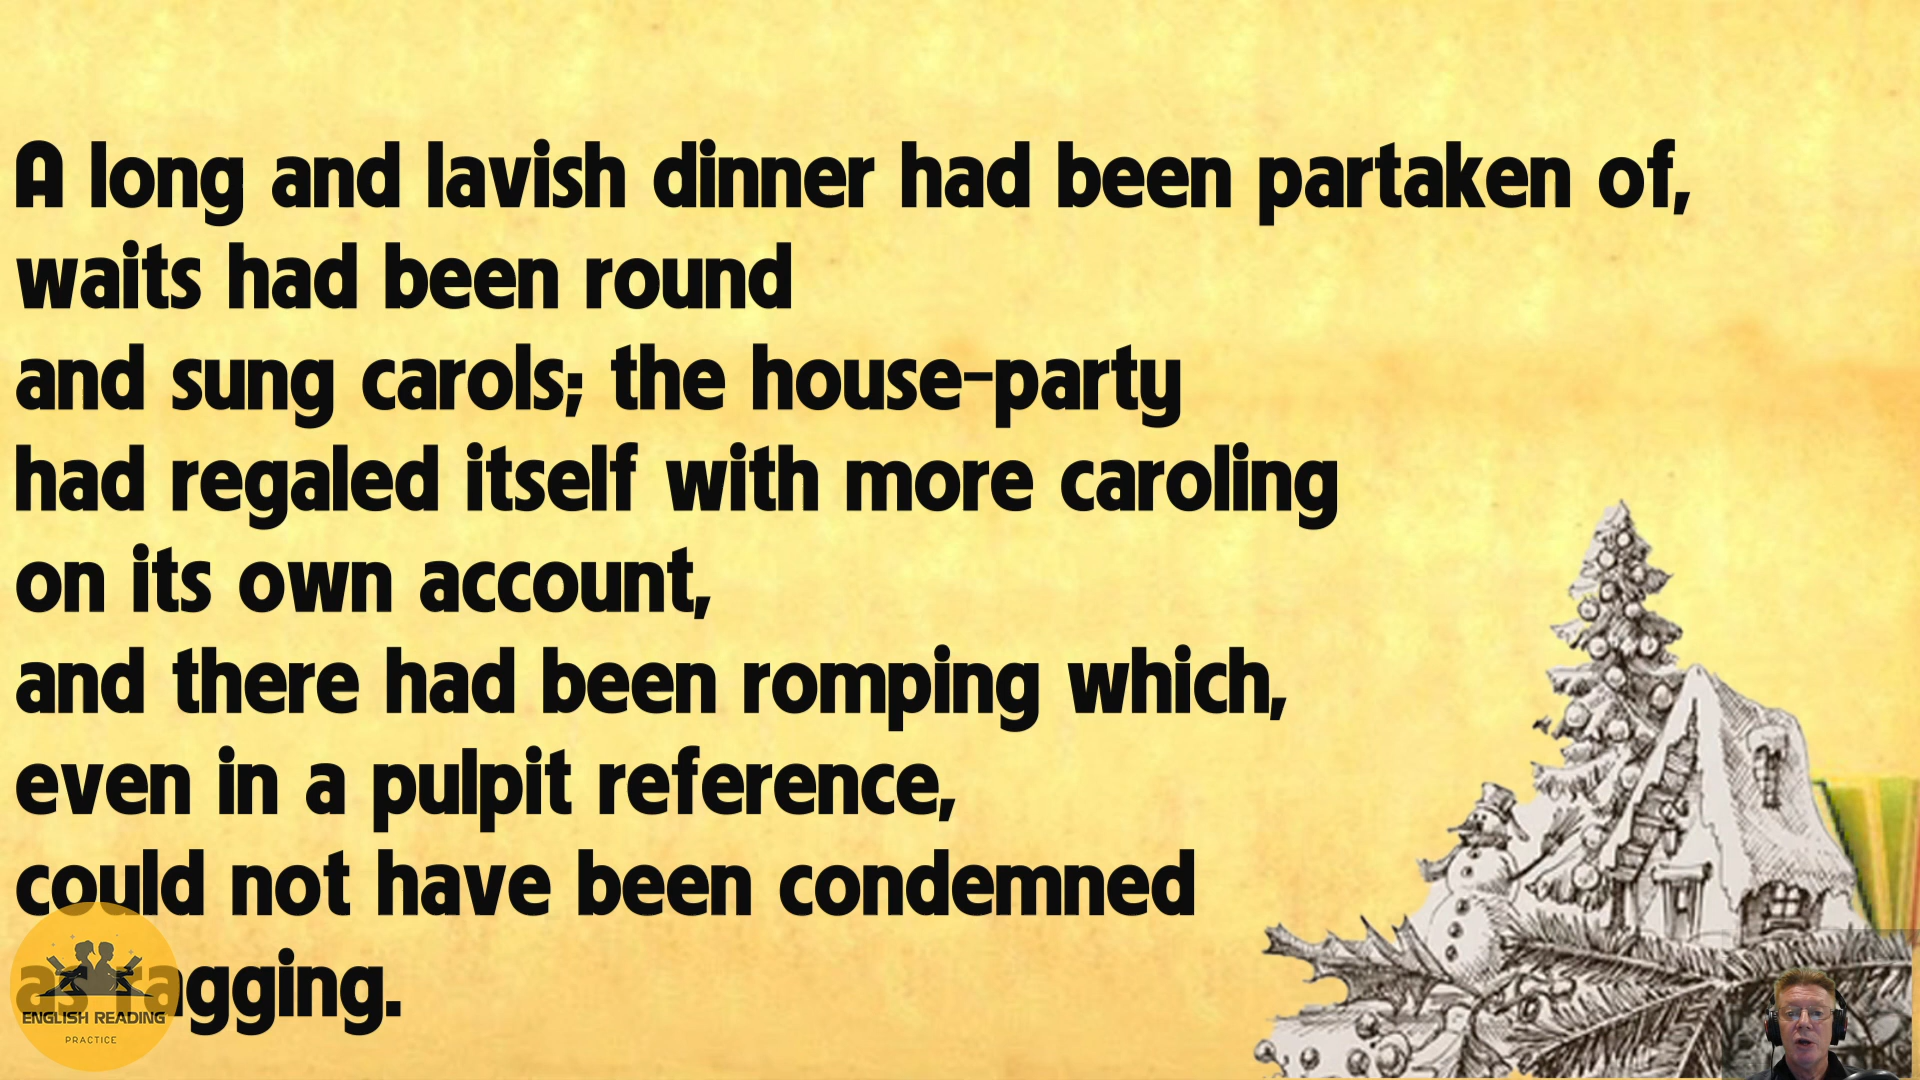 A long and lavish dinner had been partaken of,
waits had been round
and sung carols; the house-party
had regaled itself with more caroling
on its own account,
and there had been romping which,
even in a pulpit reference,
could not have been condemned
as ragging.
ENGLISH READING
PRACTICE